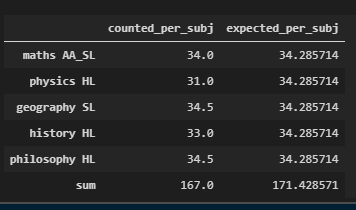 counted_per_subj expected_per_subj
maths AA_SL 34.0 34.285714
physics HL 31.0 34.285714
geography SL 34.5 34.285714
history HL 33.0 34.285714
philosophy HL 34.5 34.285714
sum 167.0 171.428571